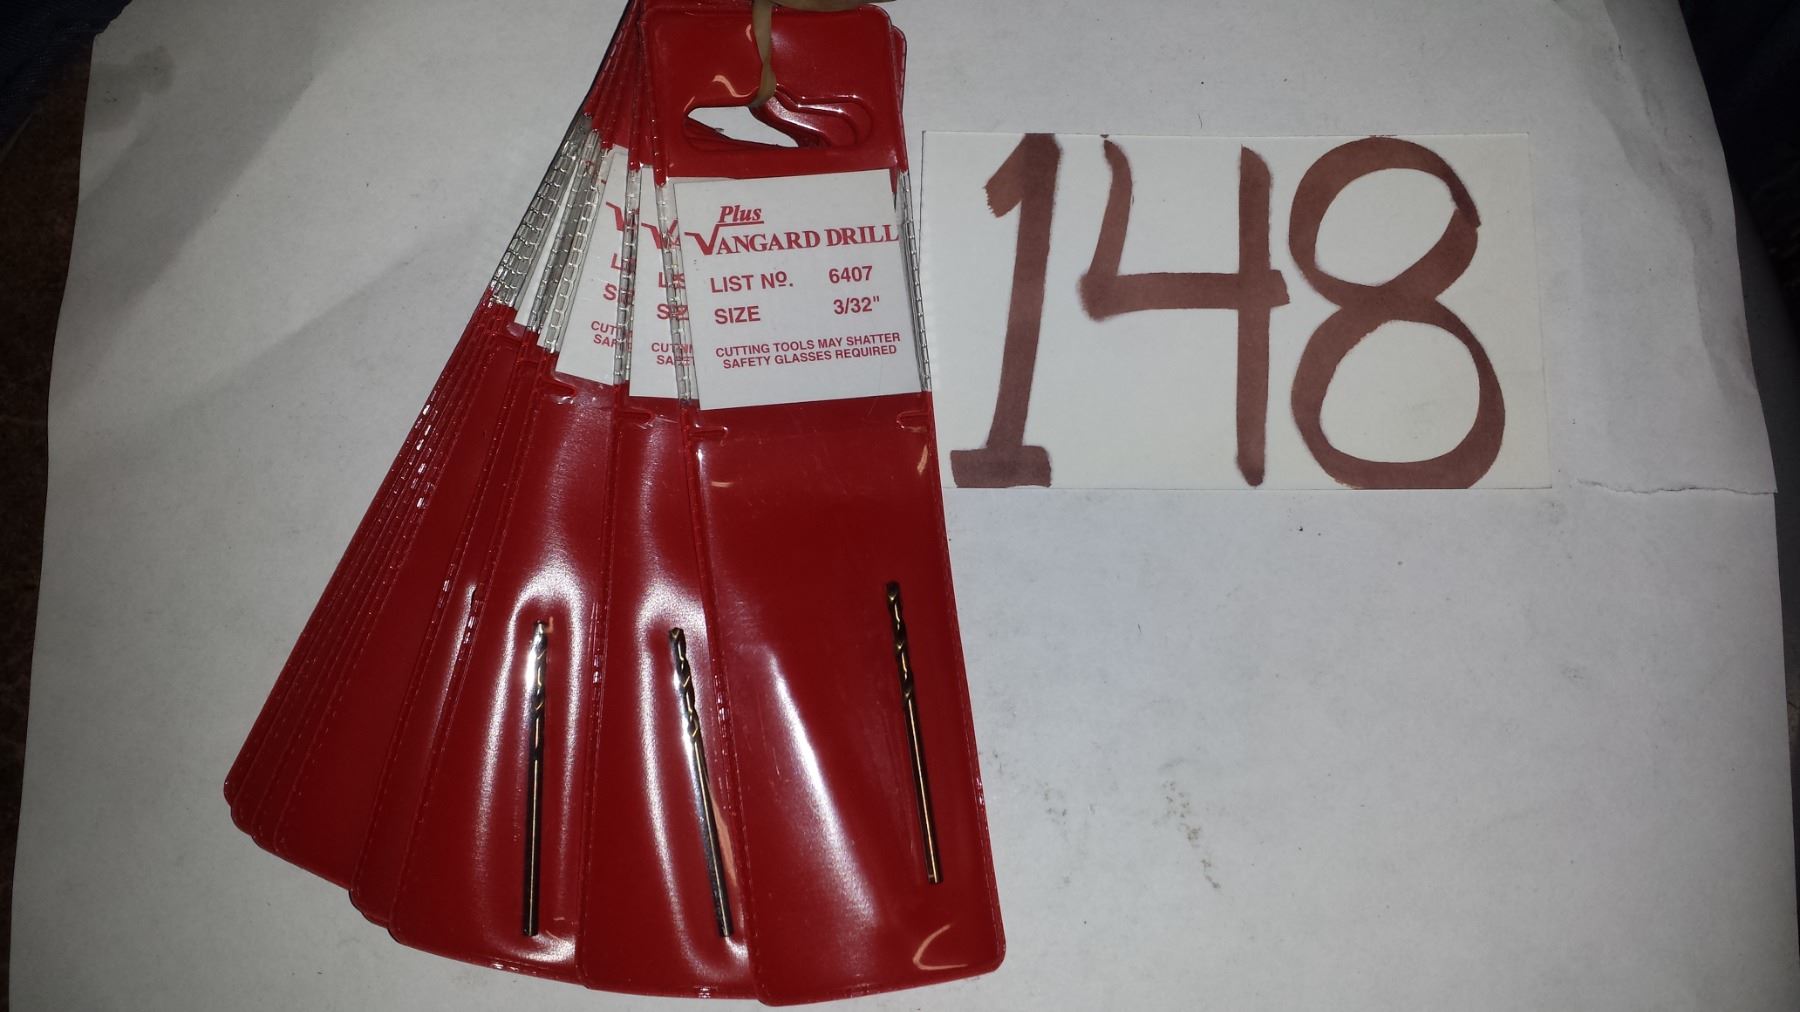 Plus
VANGARD DRILL
LIST Nº. 6407
SIZE 3/32"
CUTTING TOOLS MAY SHATTER
SAFETY GLASSES REQUIRED
148